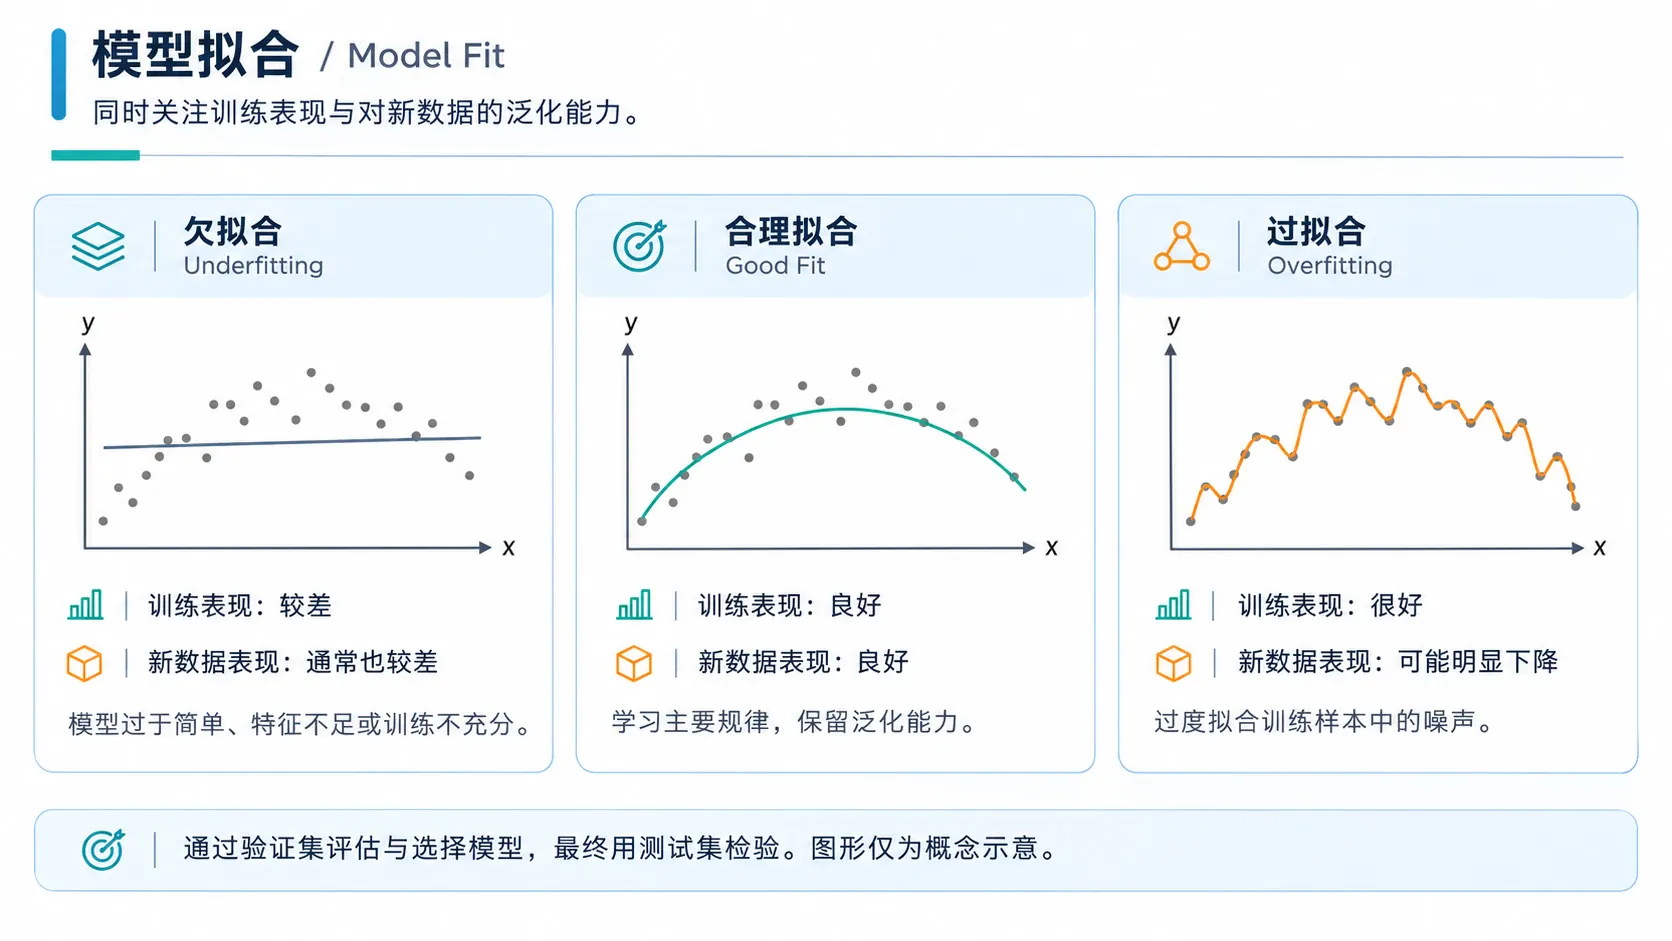 模型拟合 / Model Fit
同时关注训练表现与对新数据的泛化能力。
欠拟合
Underfitting
y
x
训练表现：较差
新数据表现：通常也较差
模型过于简单、特征不足或训练不充分。
合理拟合
Good Fit
y
x
训练表现：良好
新数据表现：良好
学习主要规律，保留泛化能力。
过拟合
Overfitting
y
x
训练表现：很好
新数据表现：可能明显下降
过度拟合训练样本中的噪声。
通过验证集评估与选择模型，最终用测试集检验。图形仅为概念示意。